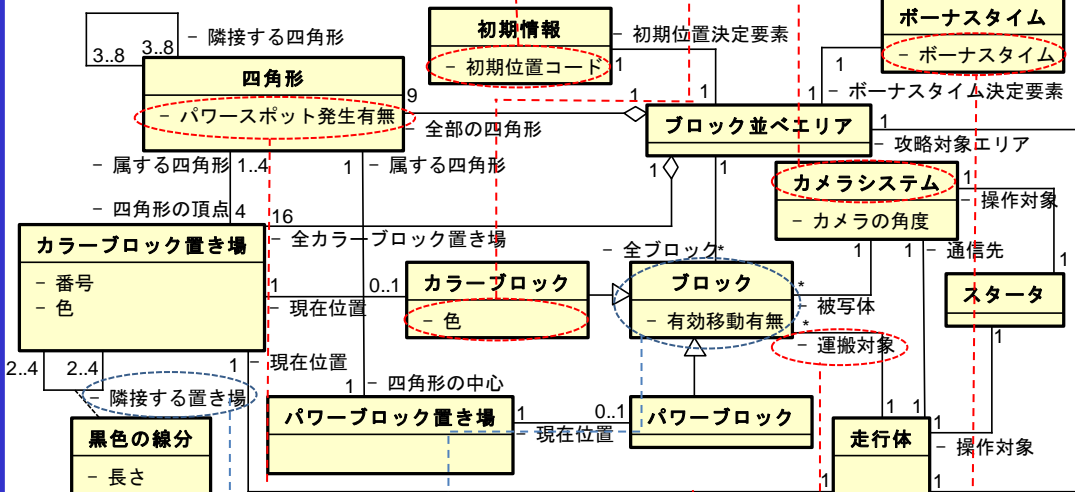 3..8
3..8
- 隣接する四角形
四角形
- パワースポット発生有無
初期情報
- 初期位置コード
- 初期位置決定要素
1
1
ボーナスタイム
- ボーナスタイム
1
1
- ボーナスタイム決定要素
9
- 全部の四角形
1
ブロック並べエリア
1
- 攻略対象エリア
- 属する四角形
1..4
1
- 属する四角形
1
1
カメラシステム
- カメラの角度
1
- 操作対象
- 四角形の頂点
4
16
- 全カラーブロック置き場
カラーブロック置き場
- 番号
- 色
- 全ブロック
*
1
1
- 通信先
1
スタータ
1
カラーブロック
- 色
ブロック
- 有効移動有無
*
- 被写体
1
0..1
- 現在位置
*
- 運搬対象
2..4
2..4
1
- 現在位置
- 隣接する置き場
1
- 四角形の中心
パワーブロック置き場
1
0..1
- 現在位置
パワーブロック
1
1
走行体
1
- 操作対象
黒色の線分
- 長さ
1
1